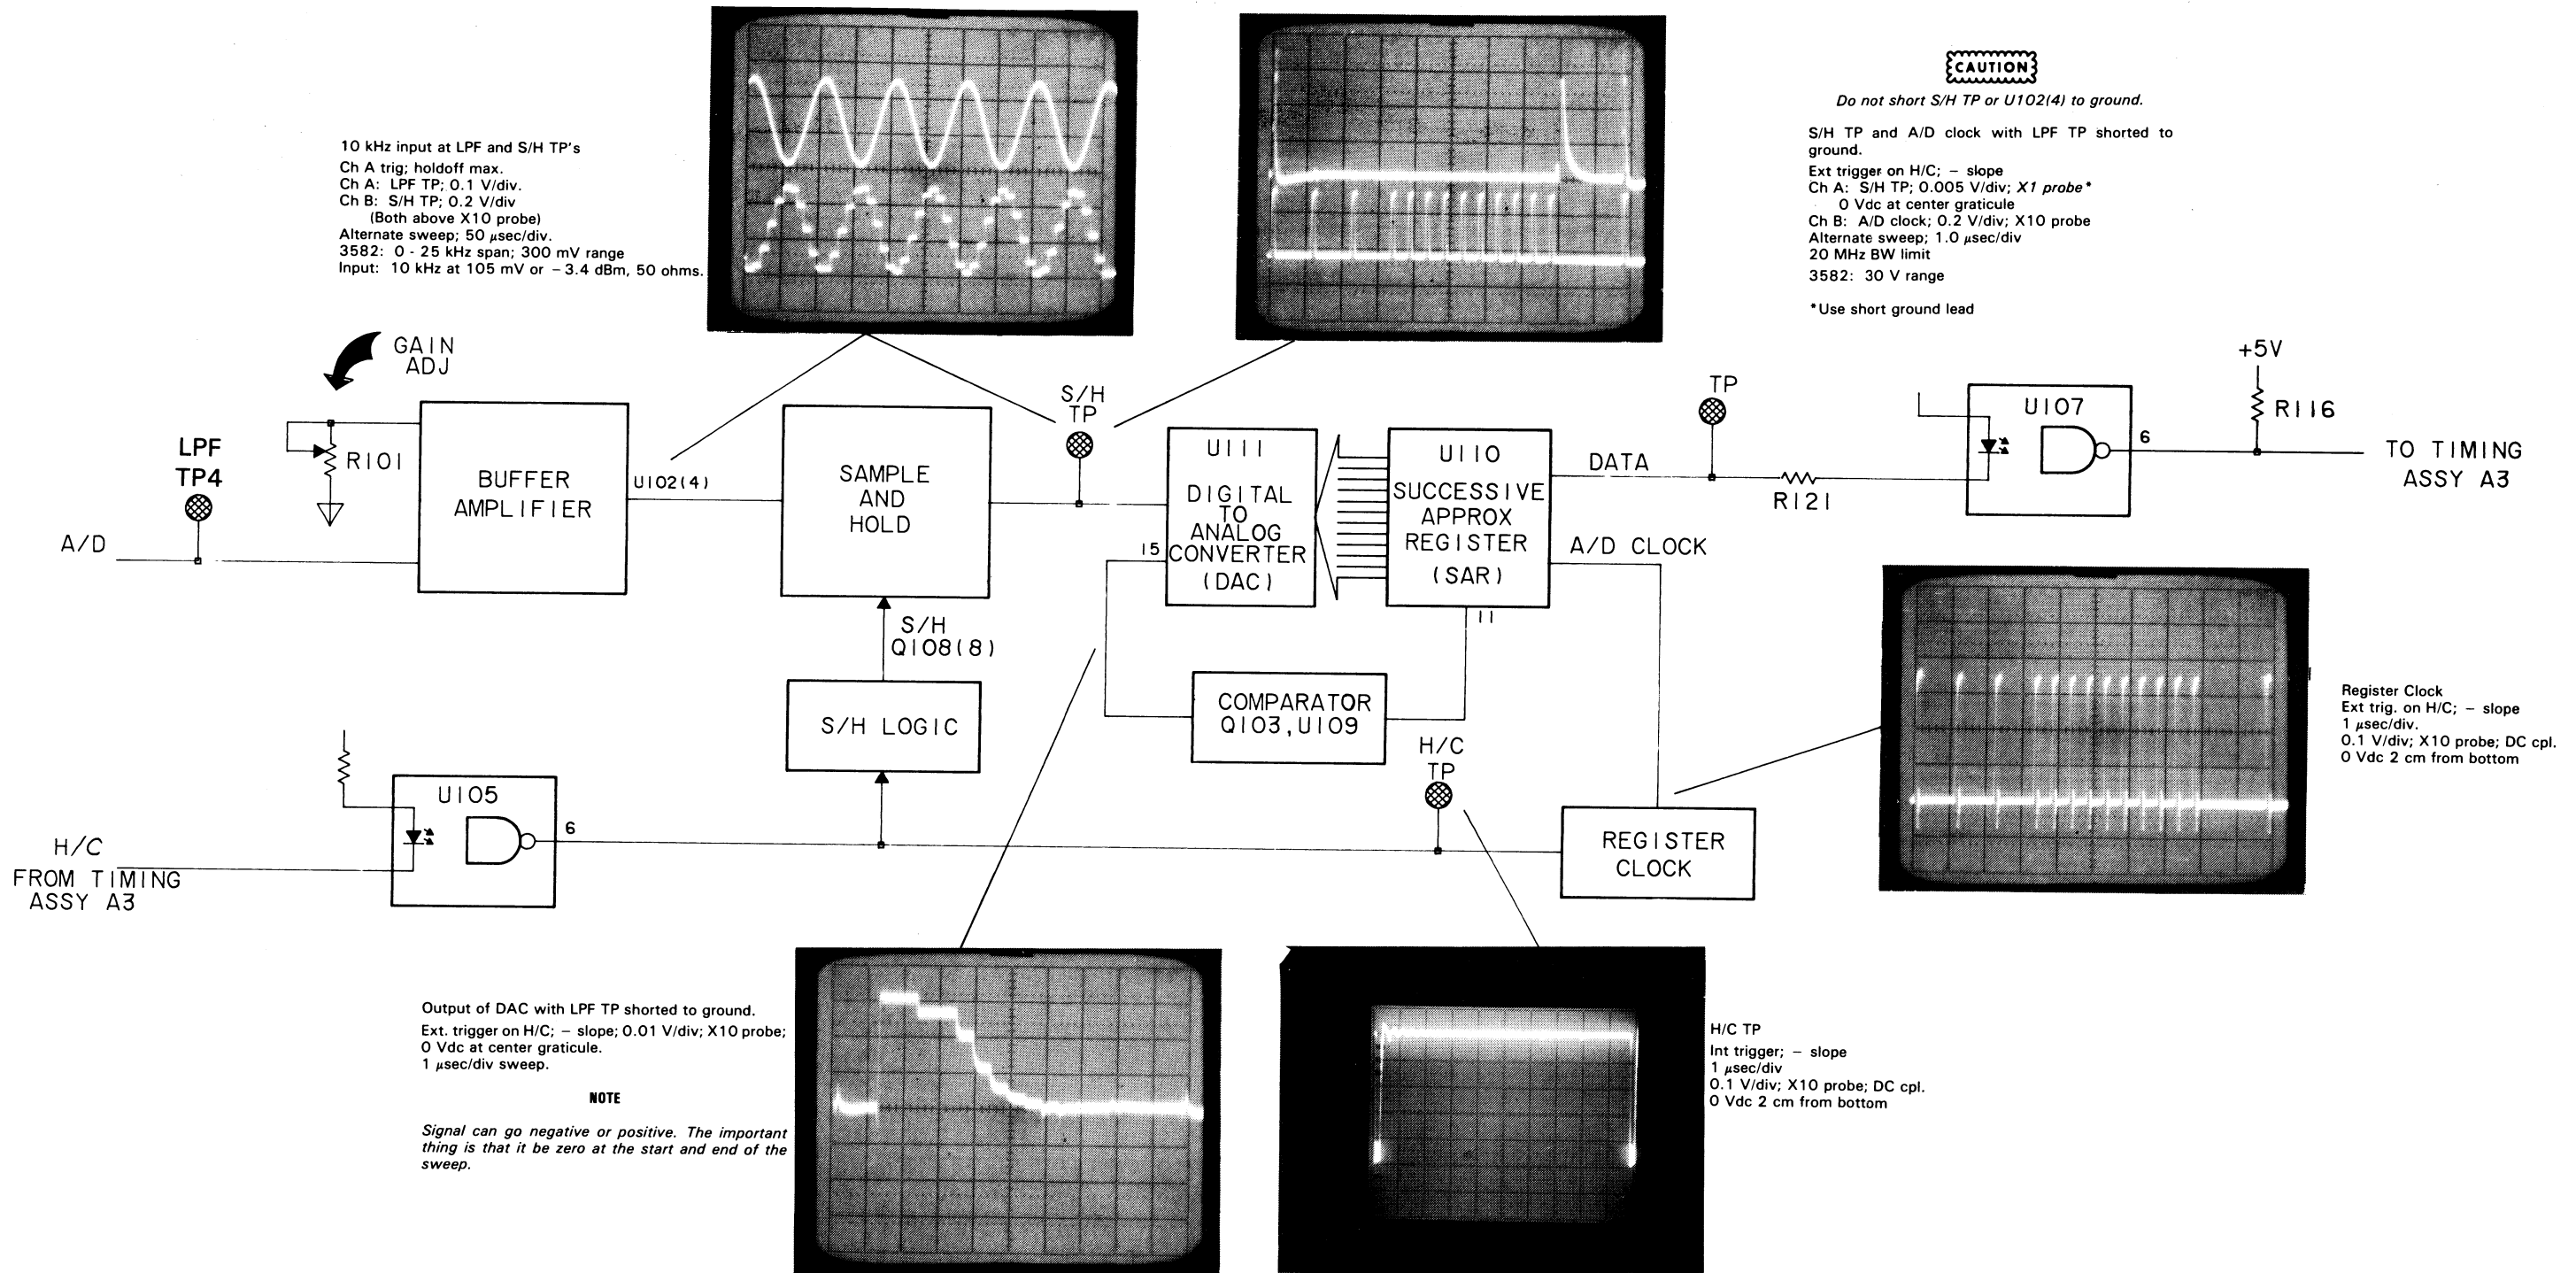 10 kHz input at LPF and S/H TP's
Ch A trig; holdoff max.
Ch A: LPF TP; 0.1 V/div.
Ch B: S/H TP; 0.2 V/div
(Both above X10 probe)
Alternate sweep; 50 μsec/div.
3582: 0 - 25 kHz span; 300 mV range
Input: 10 kHz at 105 mV or -3.4 dBm, 50 ohms.
CAUTION
Do not short S/H TP or U102(4) to ground.
S/H TP and A/D clock with LPF TP shorted to
ground.
Ext trigger on H/C; - slope
Ch A: S/H TP; 0.005 V/div; X1 probe*
0 Vdc at center graticule
Ch B: A/D clock; 0.2 V/div; X10 probe
Alternate sweep; 1.0 μsec/div
20 MHz BW limit
3582: 30 V range
*Use short ground lead
GAIN
ADJ
R101
LPF
TP4
A/D
BUFFER
AMPLIFIER
U102(4)
SAMPLE
AND
HOLD
S/H
TP
U111
DIGITAL
TO
ANALOG
CONVERTER
(DAC)
15
U110
SUCCESSIVE
APPROX
REGISTER
(SAR)
11
DATA
TP
R121
A/D CLOCK
U107
6
+5V
R116
TO TIMING
ASSY A3
S/H
Q108(8)
S/H LOGIC
COMPARATOR
Q103,U109
H/C
TP
REGISTER
CLOCK
Register Clock
Ext trig. on H/C; - slope
1 μsec/div.
0.1 V/div; X10 probe; DC cpl.
0 Vdc 2 cm from bottom
U105
6
H/C
FROM TIMING
ASSY A3
Output of DAC with LPF TP shorted to ground.
Ext. trigger on H/C; - slope; 0.01 V/div; X10 probe;
0 Vdc at center graticule.
1 μsec/div sweep.
NOTE
Signal can go negative or positive. The important
thing is that it be zero at the start and end of the
sweep.
H/C TP
Int trigger; - slope
1 μsec/div
0.1 V/div; X10 probe; DC cpl.
0 Vdc 2 cm from bottom